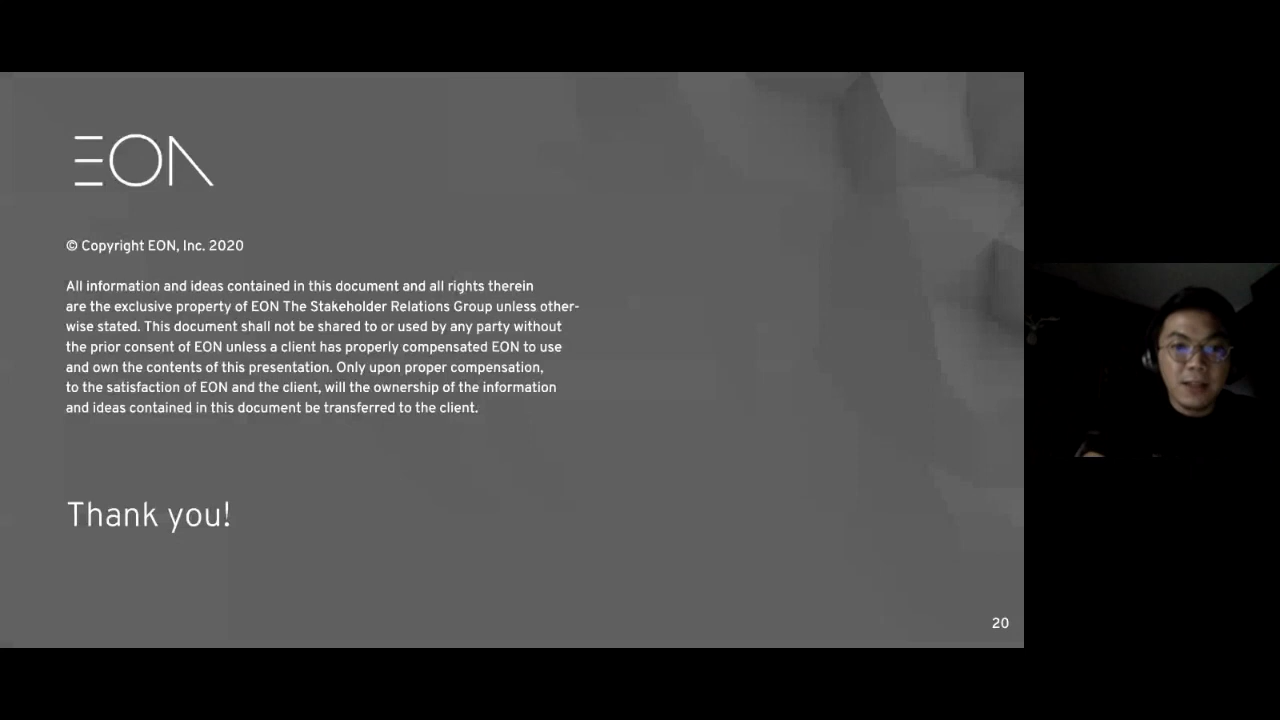 EON
© Copyright EON, Inc. 2020
All information and ideas contained in this document and all rights therein
are the exclusive property of EON The Stakeholder Relations Group unless other-
wise stated. This document shall not be shared to or used by any party without
the prior consent of EON unless a client has properly compensated EON to use
and own the contents of this presentation. Only upon proper compensation,
to the satisfaction of EON and the client, will the ownership of the information
and ideas contained in this document be transferred to the client.
Thank you!
20